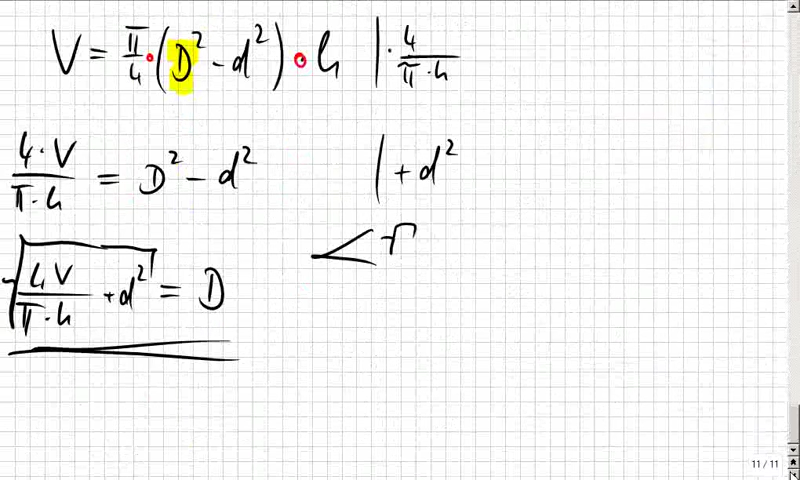 V = π/4 · (D² - d²) · h | · 4/(π · h)
(4 · V)/(π · h) = D² - d² | + d²
√((4V)/(π · h) + d²) = D < √
11 / 11